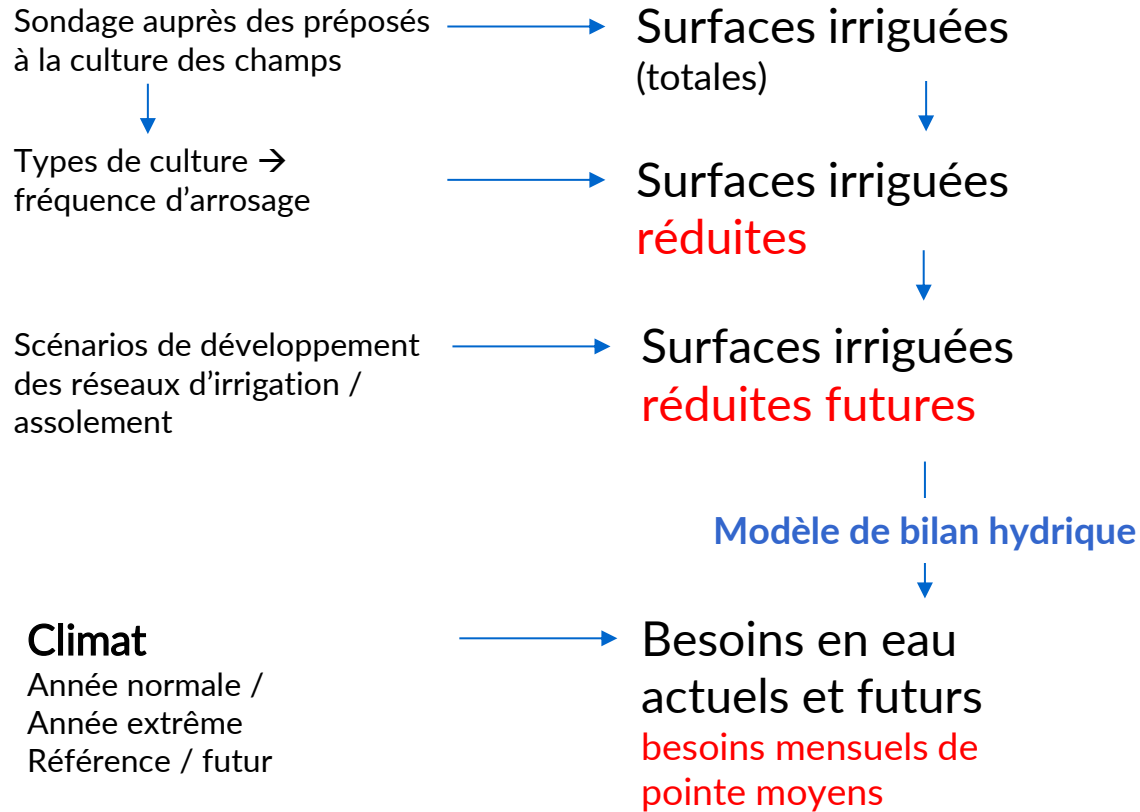 Sondage auprès des préposés
à la culture des champs
Surfaces irriguées
(totales)
Types de culture →
fréquence d'arrosage
Surfaces irriguées
réduites
Scénarios de développement
des réseaux d'irrigation /
assolement
Surfaces irriguées
réduites futures
Modèle de bilan hydrique
Climat
Année normale /
Année extrême
Référence / futur
Besoins en eau
actuels et futurs
besoins mensuels de
pointe moyens